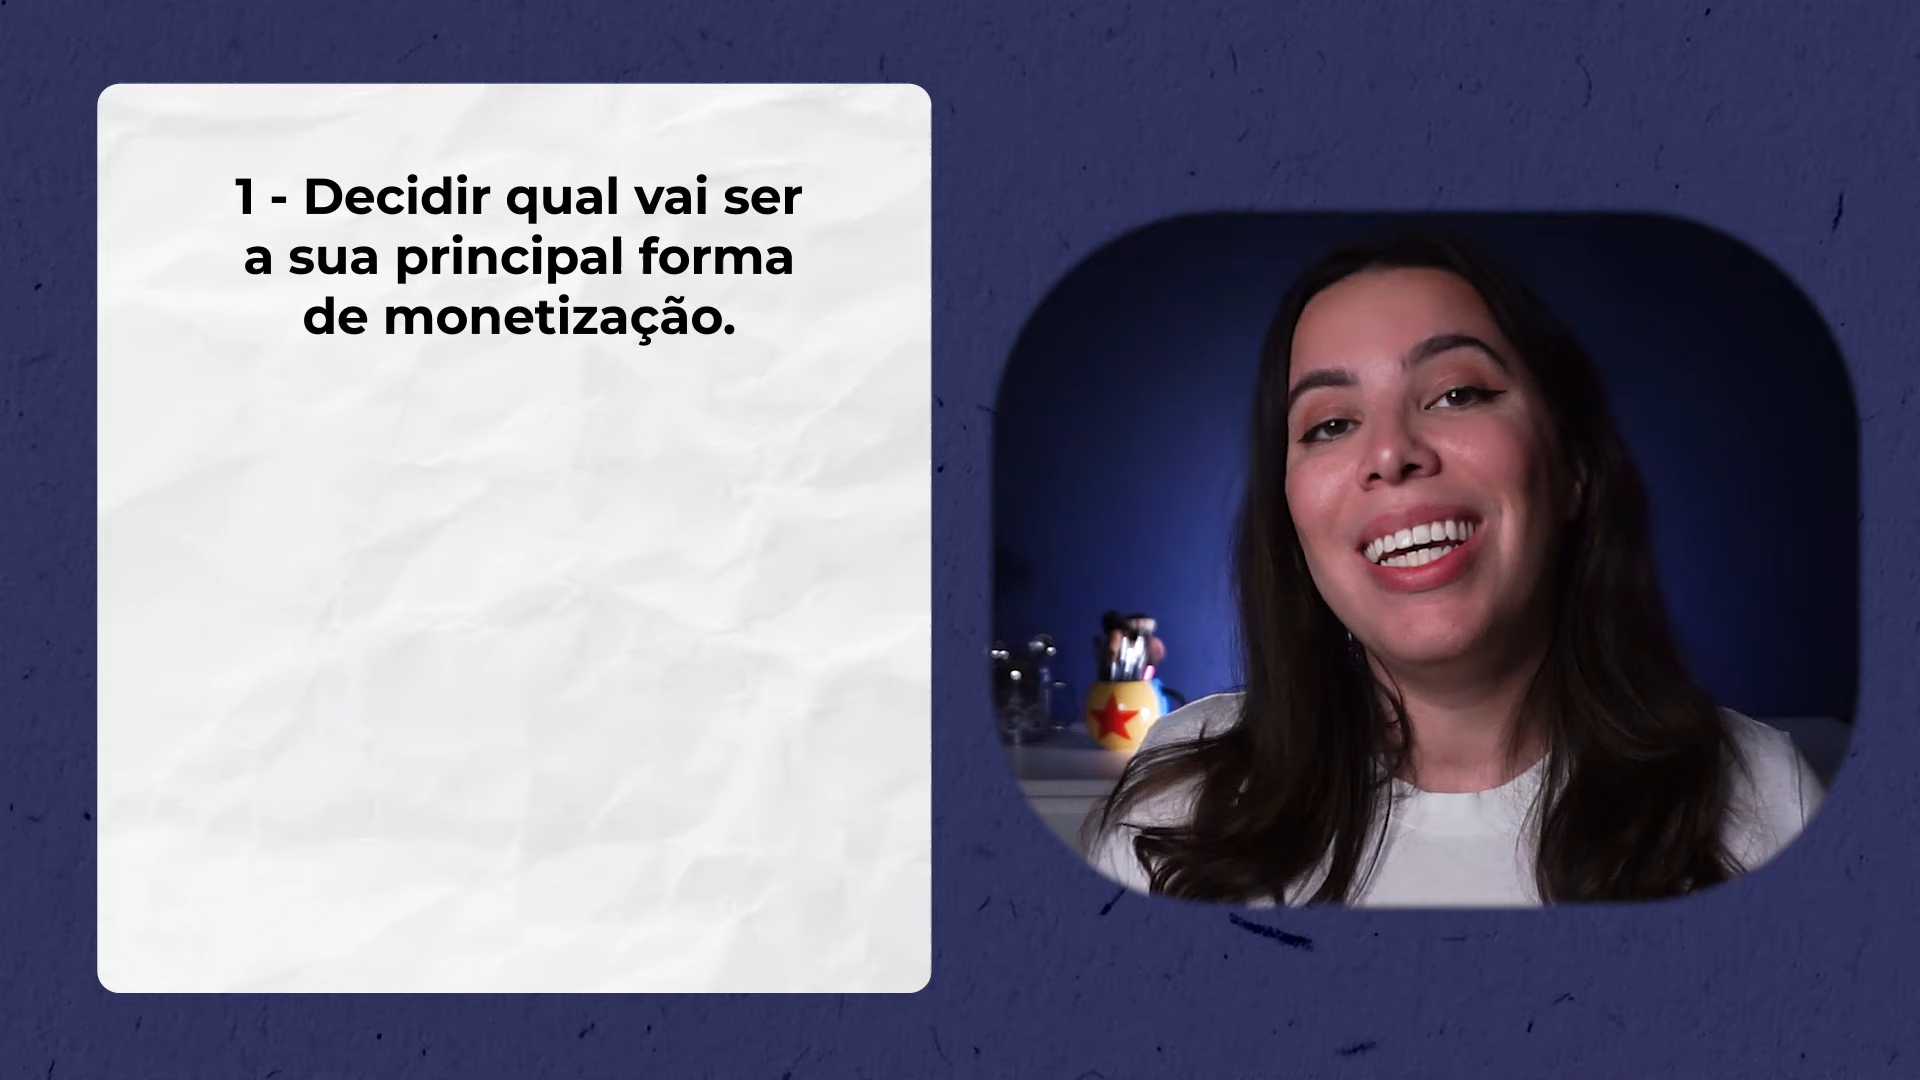 1 - Decidir qual vai ser
a sua principal forma
de monetização.